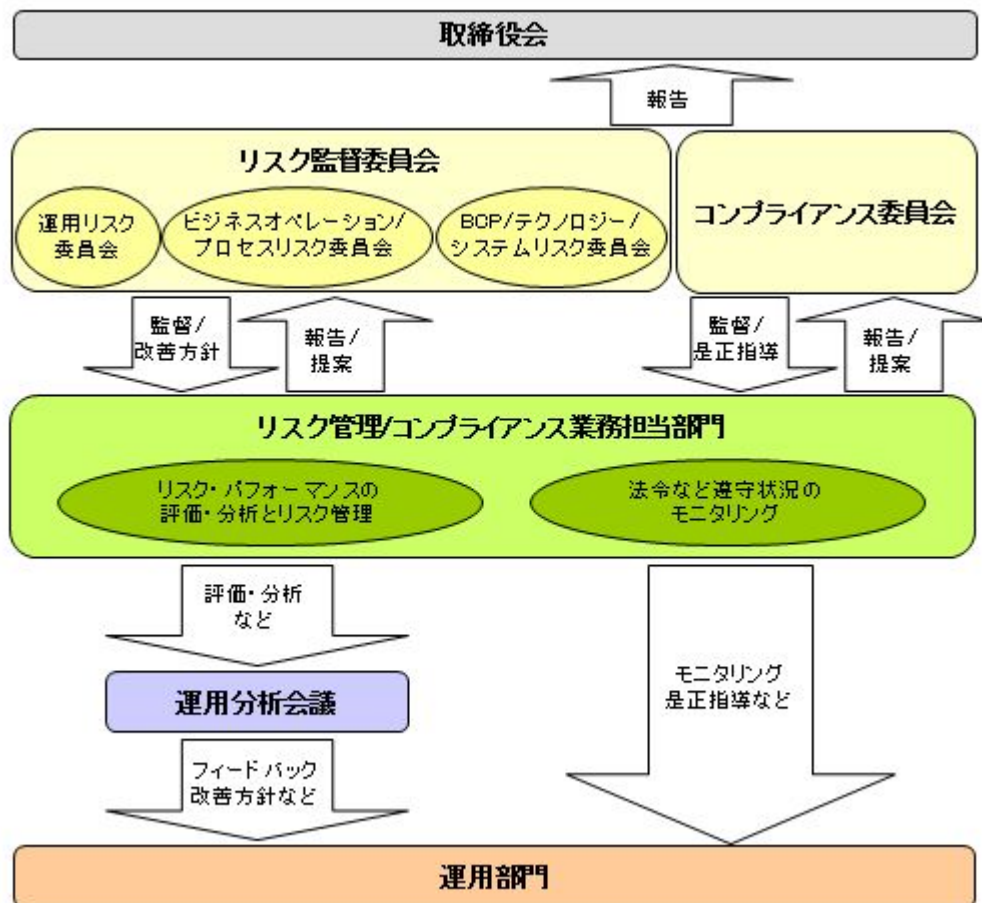 取締役会
報告
リスク監督委員会
運用リスク
委員会
ビジネスオペレーション/
プロセスリスク委員会
BCP/テクノロジー/
システムリスク委員会
コンプライアンス委員会
監督/
改善方針
報告/
提案
監督/
是正指導
報告/
提案
リスク管理/コンプライアンス業務担当部門
リスク・パフォーマンスの
評価・分析とリスク管理
法令など遵守状況の
モニタリング
評価・分析
など
運用分析会議
モニタリング
是正指導など
フィードバック
改善方針など
運用部門